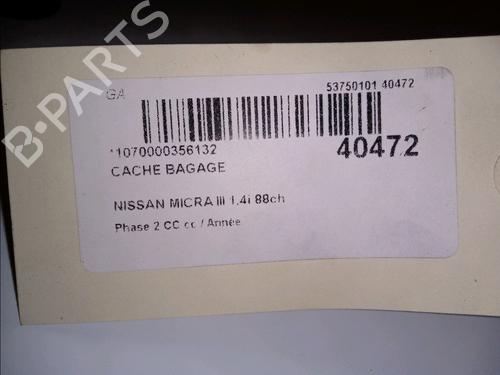 B-PARTS
GA
53750101 40472
*1070000356132
40472
CACHE BAGAGE
NISSAN MICRA III 1.4i 88ch
Phase 2 CC cc / Année